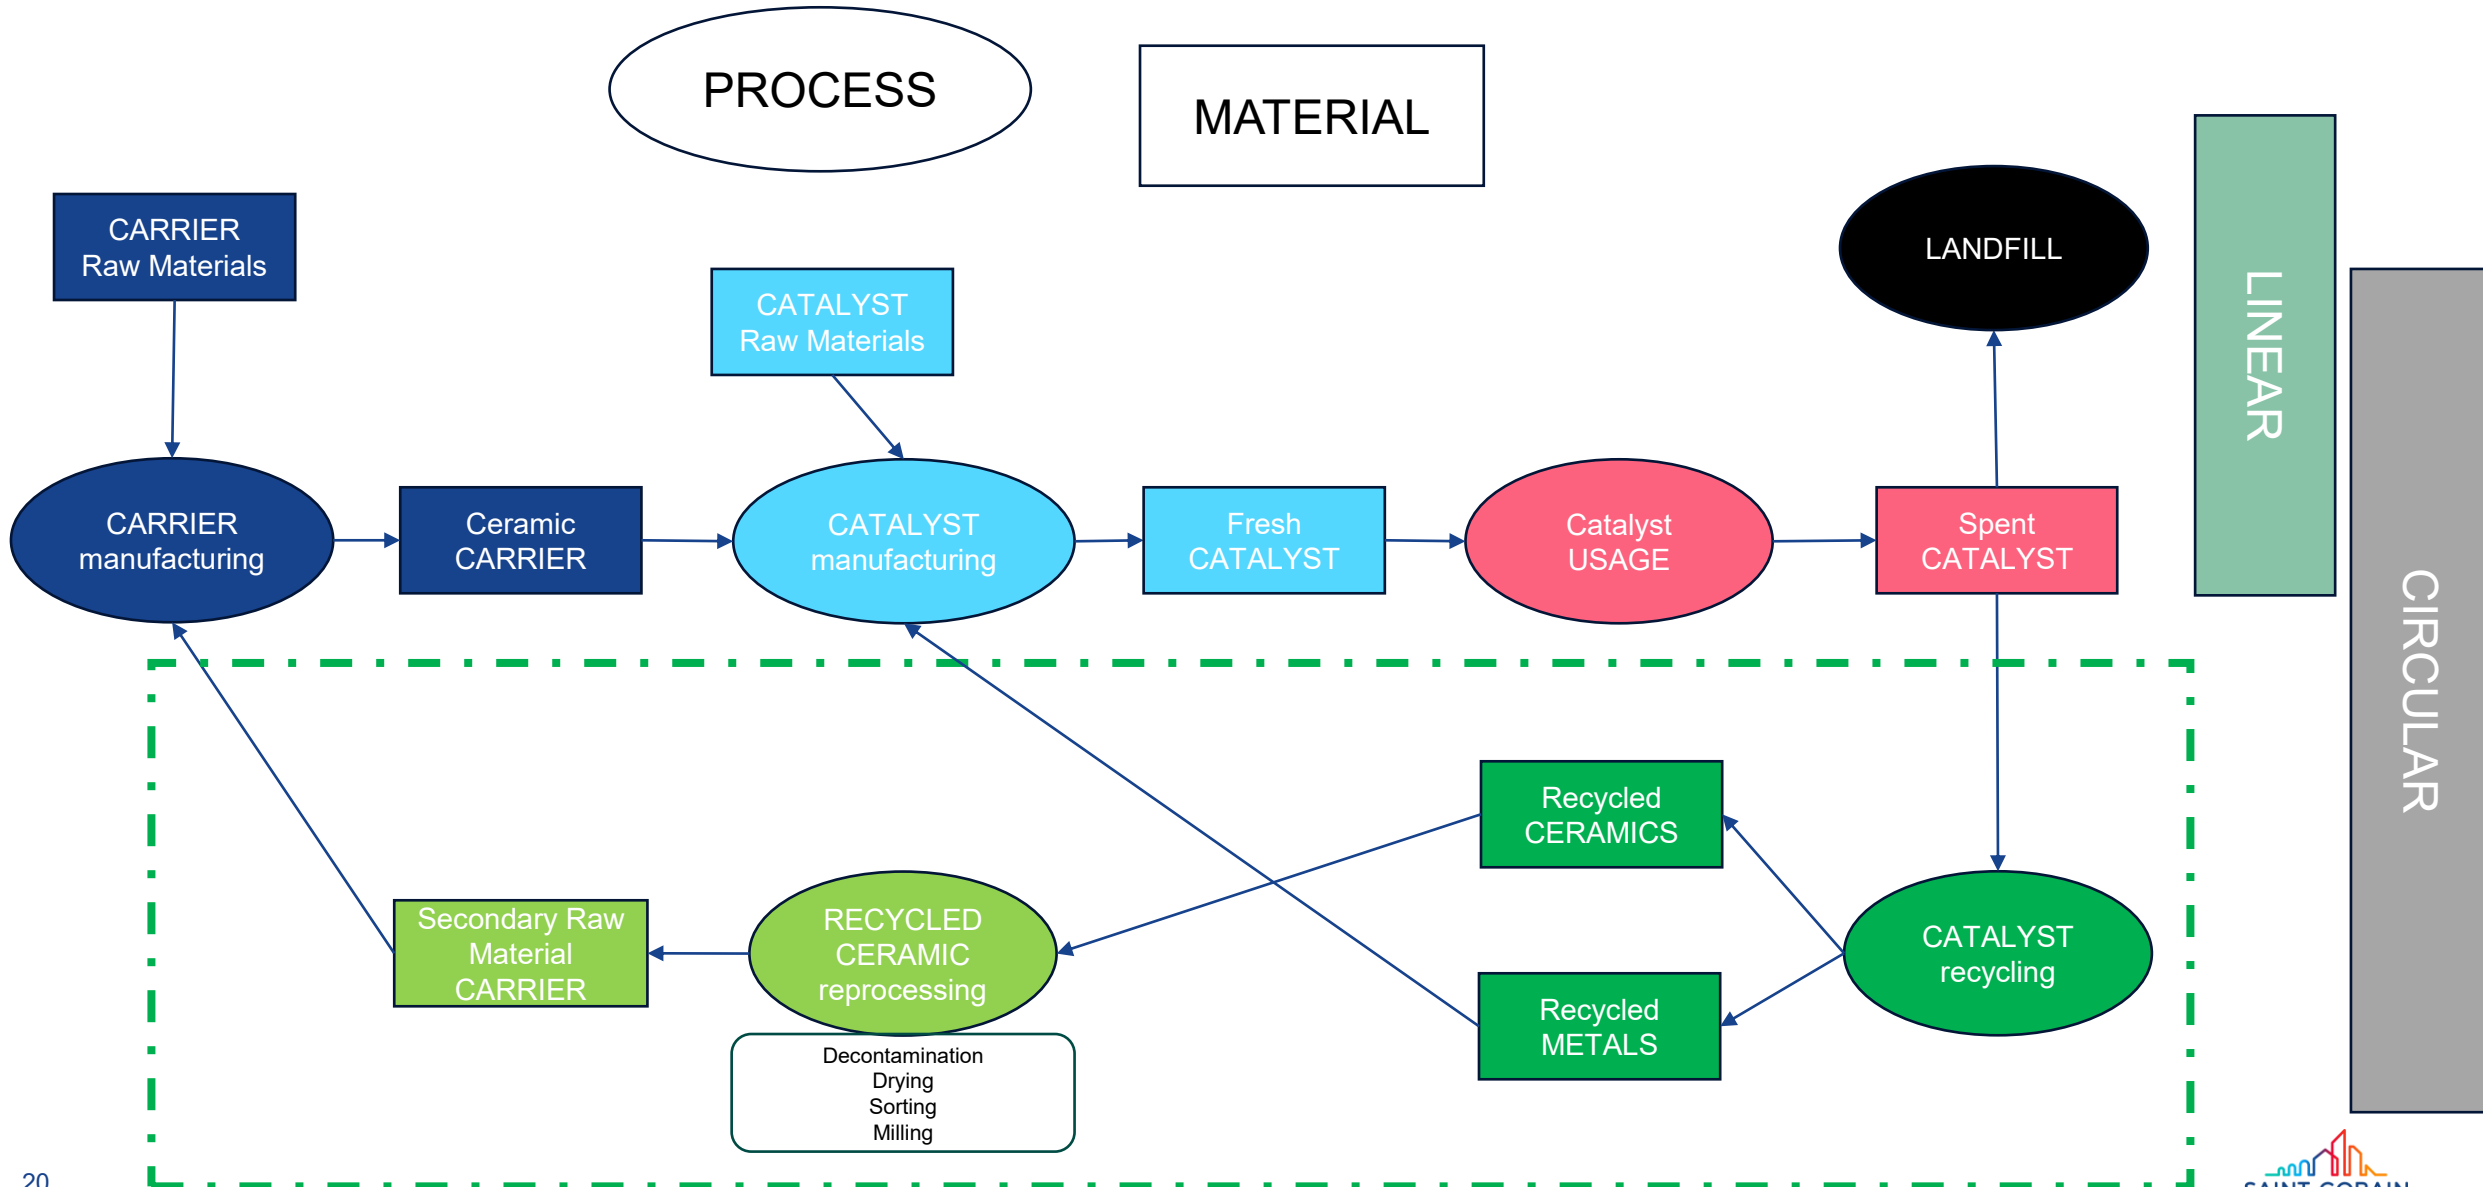 PROCESS
MATERIAL
CARRIER
Raw Materials
CATALYST
Raw Materials
LANDFILL
LINEAR
CIRCULAR
CARRIER
manufacturing
Ceramic
CARRIER
CATALYST
manufacturing
Fresh
CATALYST
Catalyst
USAGE
Spent
CATALYST
Recycled
CERAMICS
Secondary Raw
Material
CARRIER
RECYCLED
CERAMIC
reprocessing
CATALYST
recycling
Recycled
METALS
Decontamination
Drying
Sorting
Milling
20
SAINT-GOBAIN